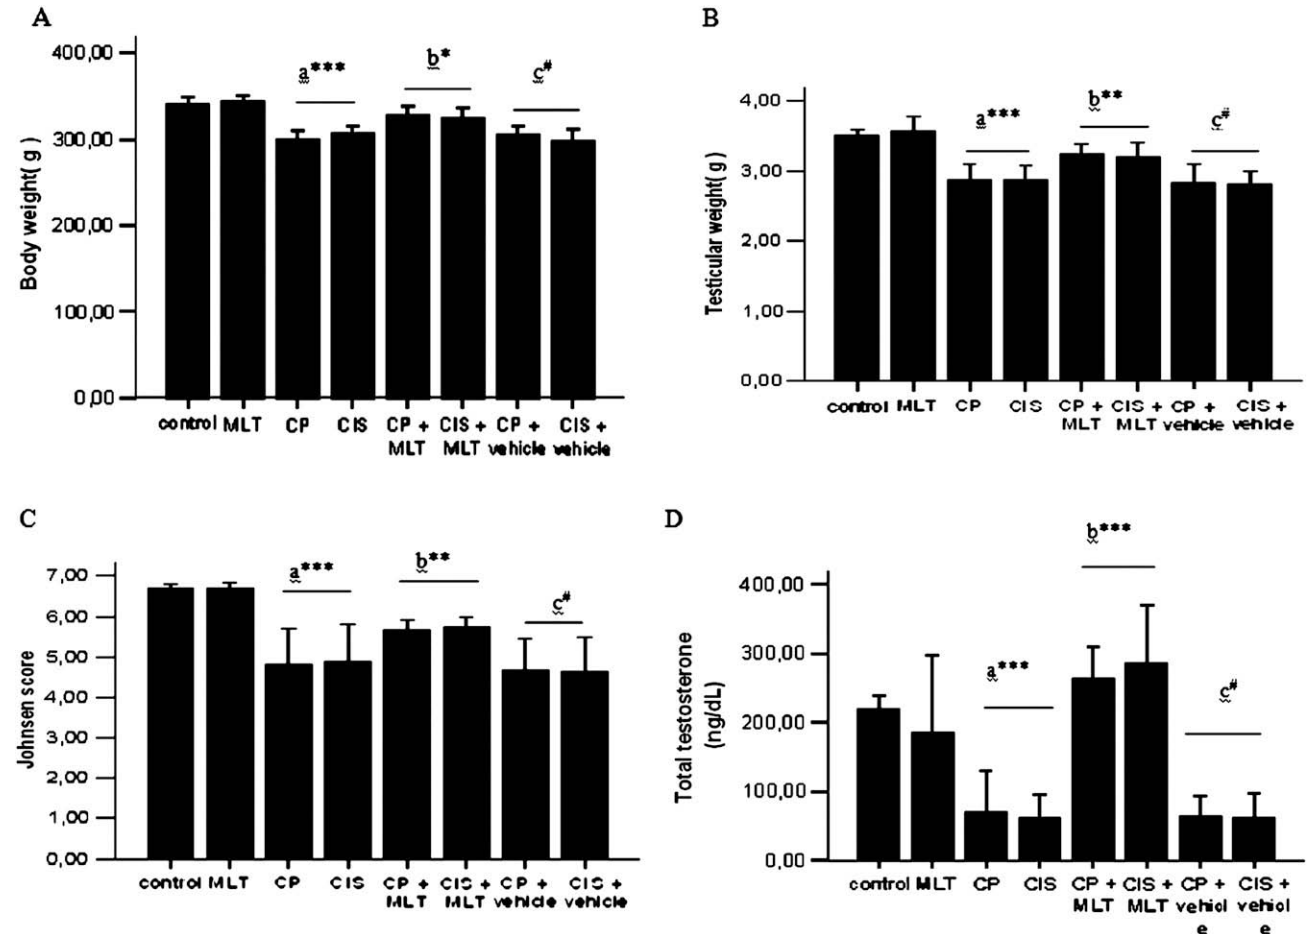 A
Body weight( g )
400,00
300,00
200,00
100,00
0,00
a***
b*
c#
control MLT CP CIS CP + MLT CIS + MLT CP + vehicle CIS + vehicle
B
Testicular weight( g )
4,00
3,00
2,00
1,00
0,00
a***
b**
c#
control MLT CP CIS CP + MLT CIS + MLT CP + vehicle CIS + vehicle
C
Johnsen score
7,00
6,00
5,00
4,00
3,00
2,00
1,00
0,00
a***
b**
c#
control MLT CP CIS CP + MLT CIS + MLT CP + vehicle CIS + vehicle
D
Total testosterone
(ng/dL)
400,00
300,00
200,00
100,00
0,00
a***
b***
c#
control MLT CP CIS CP + MLT CIS + MLT CP + vehicle CIS + vehicle